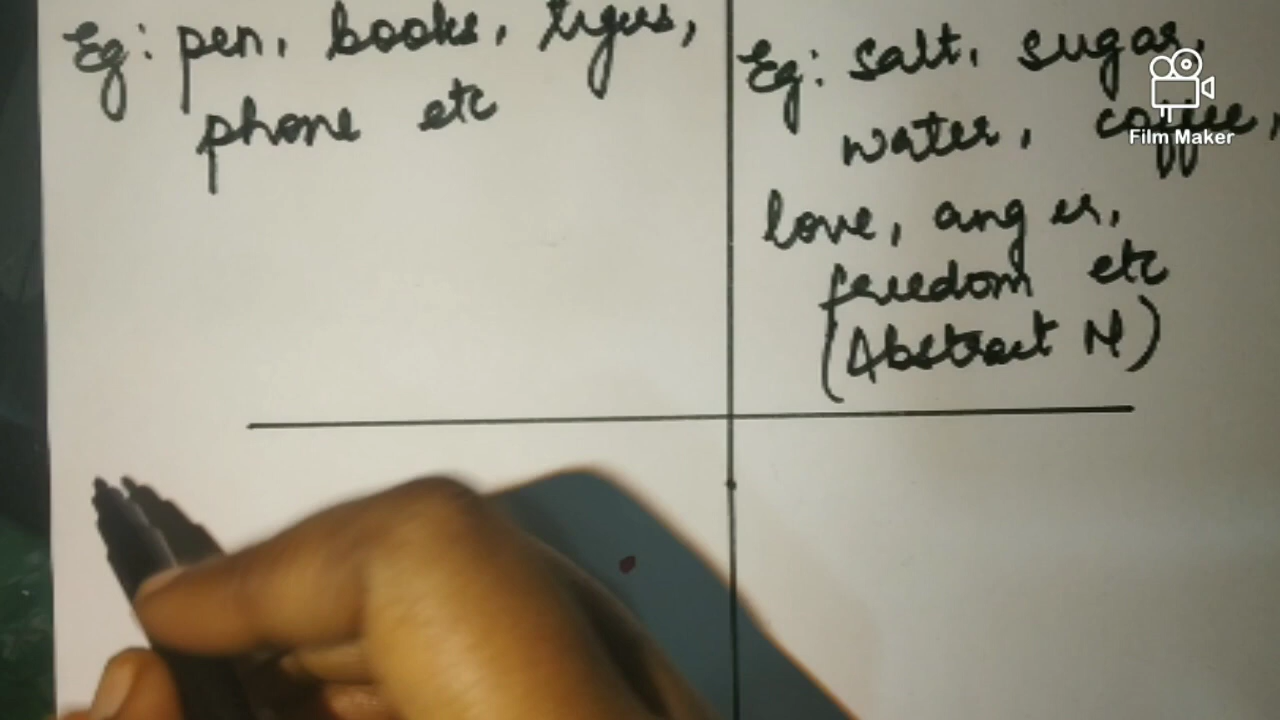 Eg: pen, books, tigers,
phone etc
Eg: salt, sugar,
water, coffee,
love, anger,
freedom etc
(Abstract N)
Film Maker